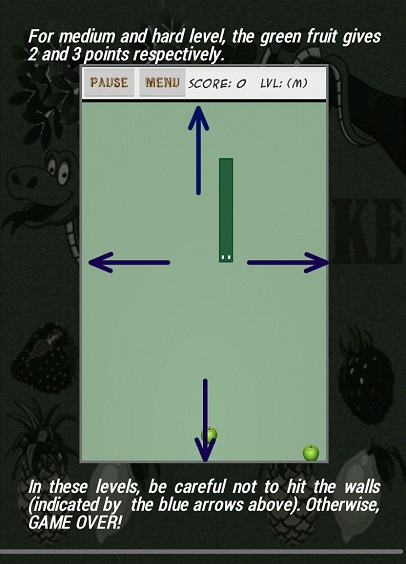 For medium and hard level, the green fruit gives
2 and 3 points respectively.
PAUSE MENU SCORE: 0 LVL: (M)
KE
In these levels, be careful not to hit the walls
(indicated by the blue arrows above). Otherwise,
GAME OVER!